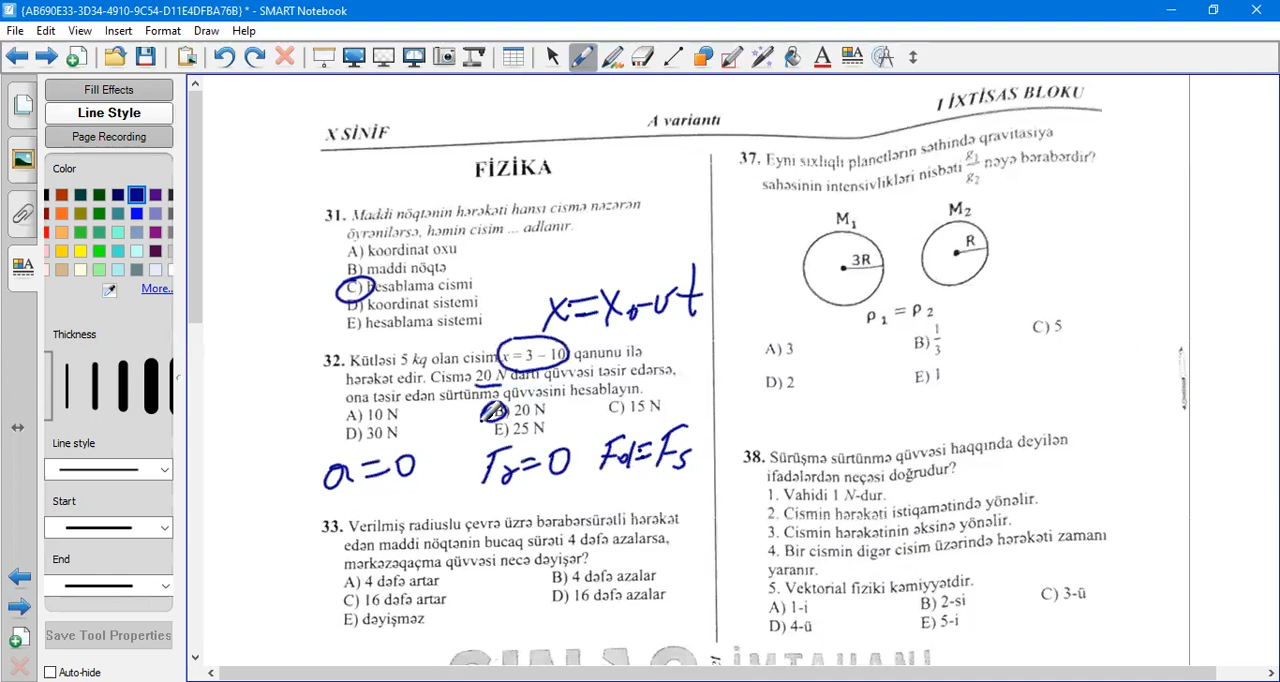 {AB690E33-3D34-4910-9C54-D11E4DFBA76B} * - SMART Notebook
File Edit View Insert Format Draw Help
Fill Effects
Line Style
Page Recording
Color
More...
Thickness
Line style
Start
End
Save Tool Properties
Auto-hide
X SİNİF
A variantı
I İXTİSAS BLOKU
FİZİKA
31. Maddi nöqtənin hərəkəti hansı cismə nəzərən
öyrənilərsə, həmin cisim ... adlanır.
A) koordinat oxu
B) maddi nöqtə
C) hesablama cismi
D) koordinat sistemi
E) hesablama sistemi
x=x₀-vt
32. Kütləsi 5 kq olan cisim x = 3 – 10t qanunu ilə
hərəkət edir. Cismə 20 N dartı qüvvəsi təsir edərsə,
ona təsir edən sürtünmə qüvvəsini hesablayın.
A) 10 N B) 20 N C) 15 N
D) 30 N E) 25 N
a=0 Fd=Fs
33. Verilmiş radiuslu çevrə üzrə bərabərsürətli hərəkət
edən maddi nöqtənin bucaq sürəti 4 dəfə azalarsa,
mərkəzəqaçma qüvvəsi necə dəyişər?
A) 4 dəfə artar B) 4 dəfə azalar
C) 16 dəfə artar D) 16 dəfə azalar
E) dəyişməz
37. Eyni sıxlıqlı planetlərin səthində qravitasiya
sahəsinin intensivlikləri nisbəti g₁/g₂ nəyə bərabərdir?
M₁ M₂
3R R
ρ₁ = ρ₂
A) 3 B) 1/3 C) 5
D) 2 E) 1
38. Sürüşmə sürtünmə qüvvəsi haqqında deyilən
ifadələrdən neçəsi doğrudur?
1. Vahidi 1 N-dur.
2. Cismin hərəkəti istiqamətində yönəlir.
3. Cismin hərəkətinin əksinə yönəlir.
4. Bir cismin digər cisim üzərində hərəkəti zamanı
yaranır.
5. Vektorial fiziki kəmiyyətdir.
A) 1-i B) 2-si C) 3-ü
D) 4-ü E) 5-i